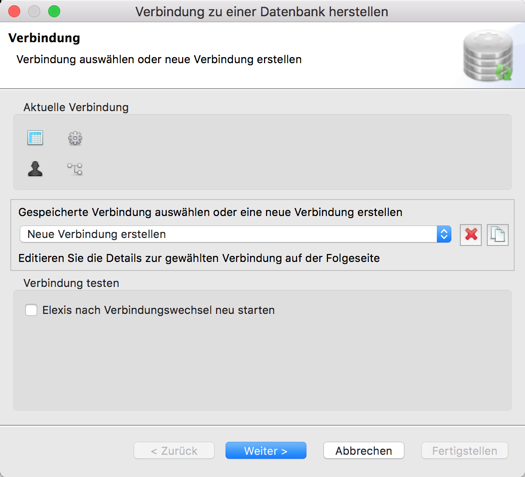 Verbindung zu einer Datenbank herstellen
Verbindung
Verbindung auswählen oder neue Verbindung erstellen
Aktuelle Verbindung
Gespeicherte Verbindung auswählen oder eine neue Verbindung erstellen
Neue Verbindung erstellen
Editieren Sie die Details zur gewählten Verbindung auf der Folgeseite
Verbindung testen
Elexis nach Verbindungswechsel neu starten
< Zurück
Weiter >
Abbrechen
Fertigstellen